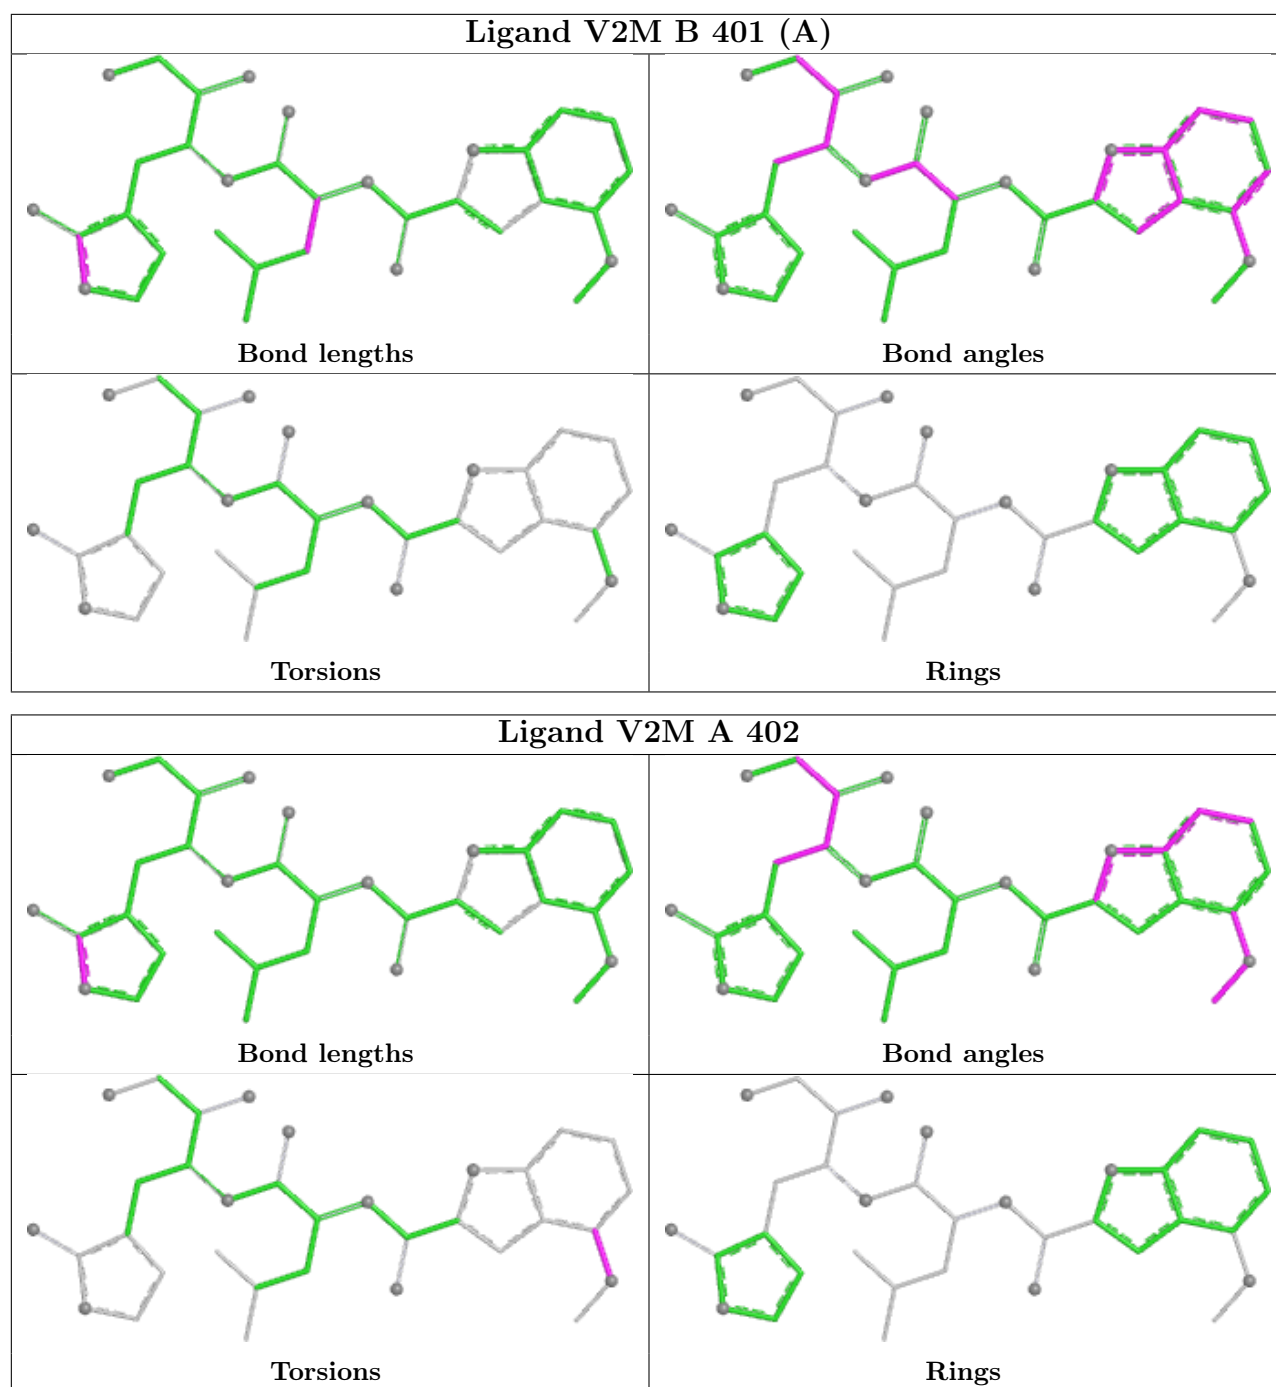 Ligand V2M B 401 (A)
Bond lengths
Bond angles
Torsions
Rings
Ligand V2M A 402
Bond lengths
Bond angles
Torsions
Rings